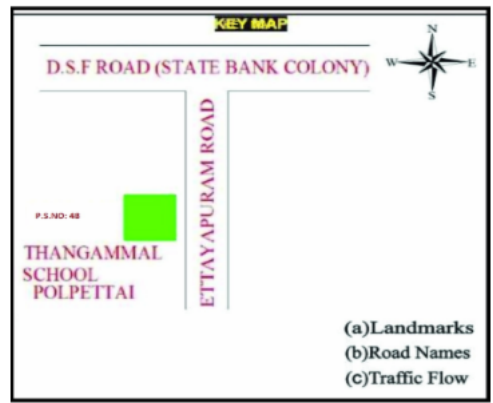 KEY MAP
N
D.S.F ROAD (STATE BANK COLONY)
W
E
S
ETTAYAPURAM ROAD
P.S.NO: 48
THANGAMMAL
SCHOOL
POLPETTAI
(a)Landmarks
(b)Road Names
(c)Traffic Flow